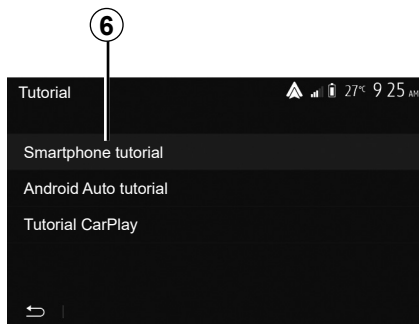 6
Tutorial 27°C 9 25 AM
Smartphone tutorial
Android Auto tutorial
Tutorial CarPlay